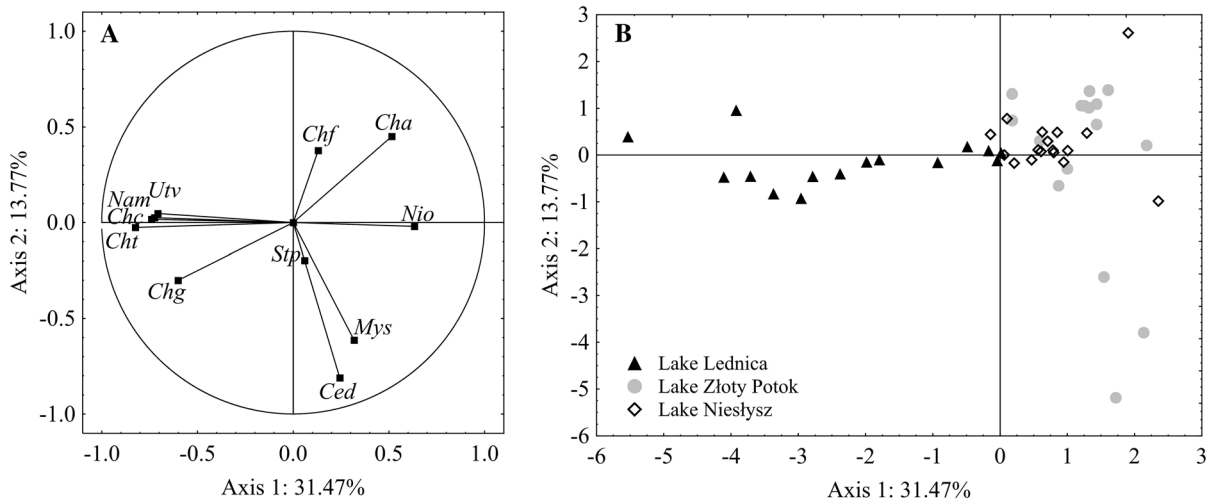 A
1.0
0.5
0.0
-0.5
-1.0
Axis 2: 13.77%
Chf
Cha
Utv
Nam
Chc
Cht
Nio
Stp
Chg
Mys
Ced
-1.0 -0.5 0.0 0.5 1.0
Axis 1: 31.47%
B
3
2
1
0
-1
-2
-3
-4
-5
-6
Axis 2: 13.77%
Lake Lednica
Lake Złoty Potok
Lake Niesłysz
-6 -5 -4 -3 -2 -1 0 1 2 3
Axis 1: 31.47%